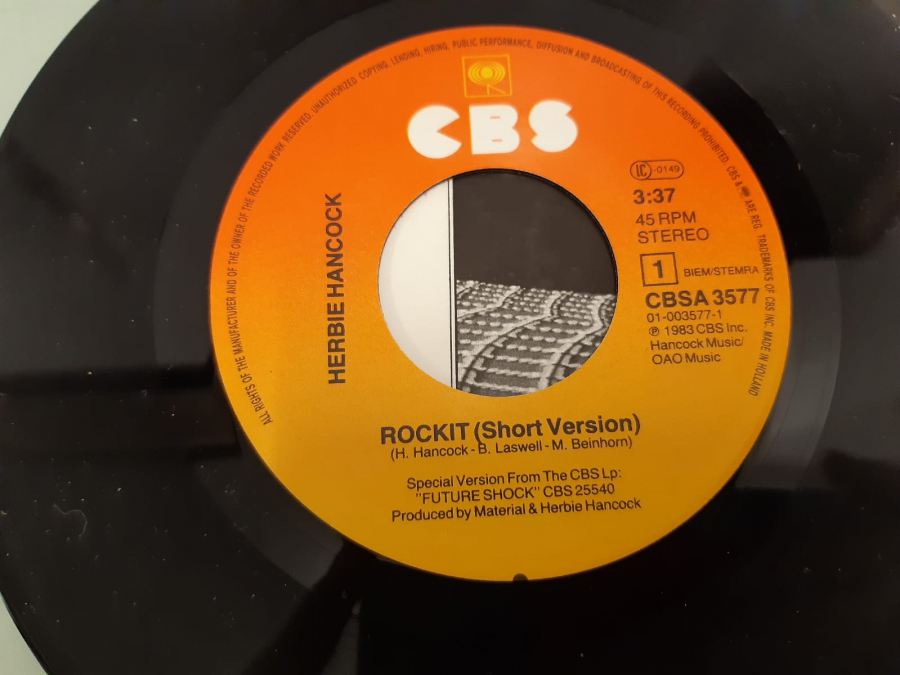 ALL RIGHTS OF THE MANUFACTURER AND OF THE OWNER OF THE RECORDED WORK RESERVED. UNAUTHORIZED COPYING, LENDING, HIRING, PUBLIC PERFORMANCE, DIFFUSION AND BROADCASTING OF THIS RECORDING PROHIBITED. CBS & ARE REG. TRADEMARKS OF CBS INC. MADE IN HOLLAND
CBS
HERBIE HANCOCK
LC-0149
3:37
45 RPM
STEREO
1 BIEM/STEMRA
CBSA 3577
01-003577-1
℗ 1983 CBS Inc.
Hancock Music/
OAO Music
ROCKIT (Short Version)
(H. Hancock - B. Laswell - M. Beinhorn)
Special Version From The CBS Lp:
"FUTURE SHOCK" CBS 25540
Produced by Material & Herbie Hancock